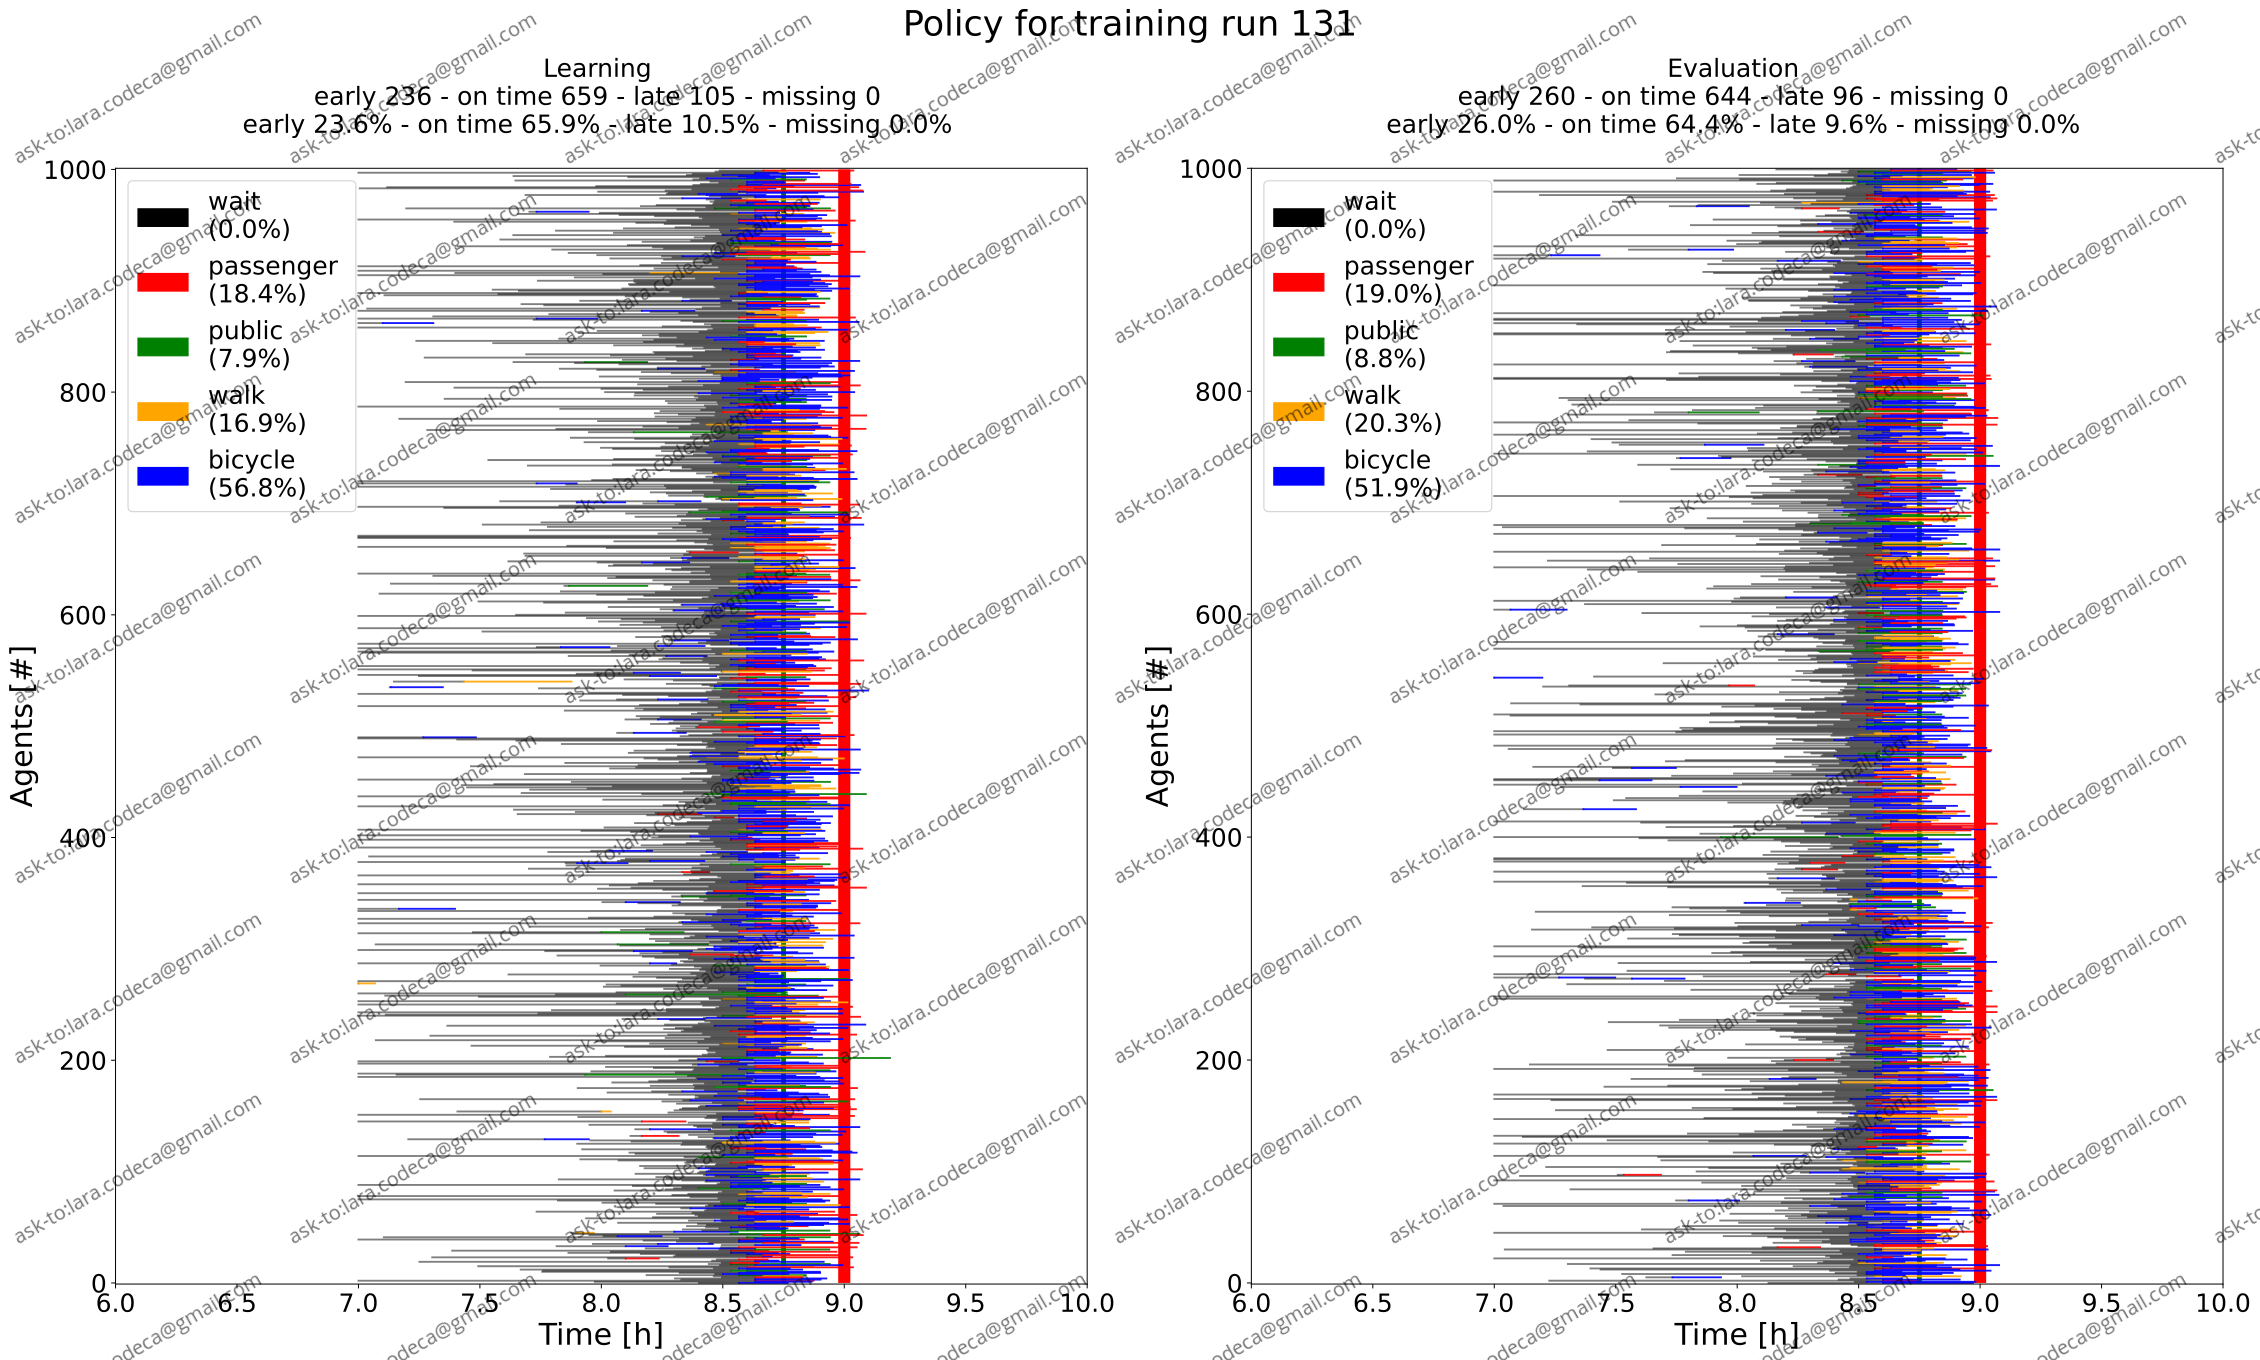 Policy for training run 131
Learning
early 236 - on time 659 - late 105 - missing 0
early 23.6% - on time 65.9% - late 10.5% - missing 0.0%
1000
800
600
400
200
0
Agents [#]
wait
(0.0%)
passenger
(18.4%)
public
(7.9%)
walk
(16.9%)
bicycle
(56.8%)
6.0 6.5 7.0 7.5 8.0 8.5 9.0 9.5 10.0
Time [h]
Evaluation
early 260 - on time 644 - late 96 - missing 0
early 26.0% - on time 64.4% - late 9.6% - missing 0.0%
1000
800
600
400
200
0
Agents [#]
wait
(0.0%)
passenger
(19.0%)
public
(8.8%)
walk
(20.3%)
bicycle
(51.9%)
6.0 6.5 7.0 7.5 8.0 8.5 9.0 9.5 10.0
Time [h]
ask-to:lara.codeca@gmail.com